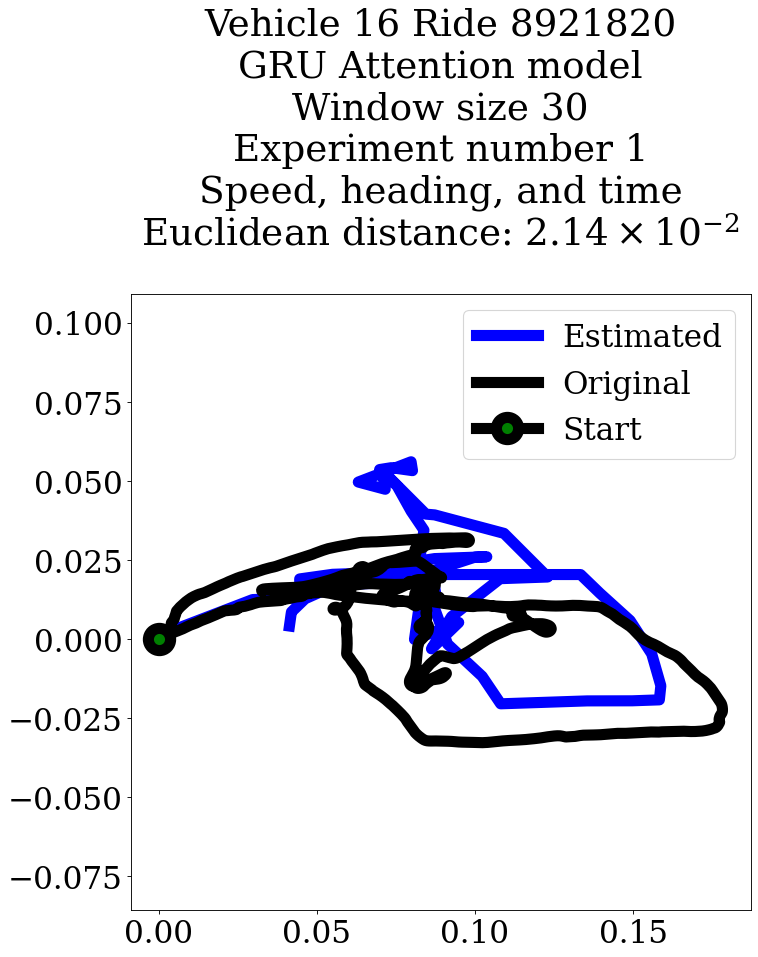 Vehicle 16 Ride 8921820
GRU Attention model
Window size 30
Experiment number 1
Speed, heading, and time
Euclidean distance: 2.14 × 10⁻²
Estimated
Original
Start
0.100
0.075
0.050
0.025
0.000
−0.025
−0.050
−0.075
0.00 0.05 0.10 0.15